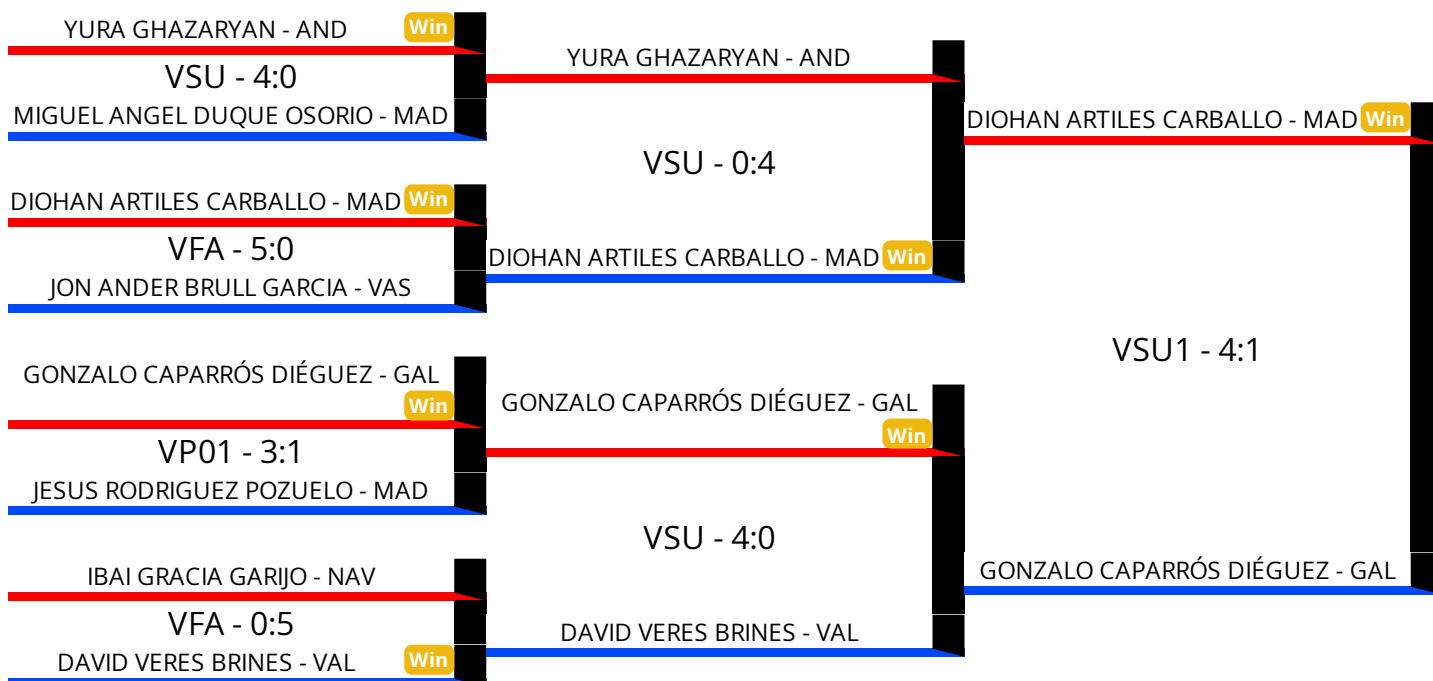 YURA GHAZARYAN - AND Win
VSU - 4:0
MIGUEL ANGEL DUQUE OSORIO - MAD
DIOHAN ARTILES CARBALLO - MAD Win
VFA - 5:0
JON ANDER BRULL GARCIA - VAS
GONZALO CAPARRÓS DIÉGUEZ - GAL
Win
VPO1 - 3:1
JESUS RODRIGUEZ POZUELO - MAD
IBAI GRACIA GARIJO - NAV
VFA - 0:5
DAVID VERES BRINES - VAL Win
YURA GHAZARYAN - AND
VSU - 0:4
DIOHAN ARTILES CARBALLO - MAD Win
GONZALO CAPARRÓS DIÉGUEZ - GAL
Win
VSU - 4:0
DAVID VERES BRINES - VAL
DIOHAN ARTILES CARBALLO - MAD Win
VSU1 - 4:1
GONZALO CAPARRÓS DIÉGUEZ - GAL